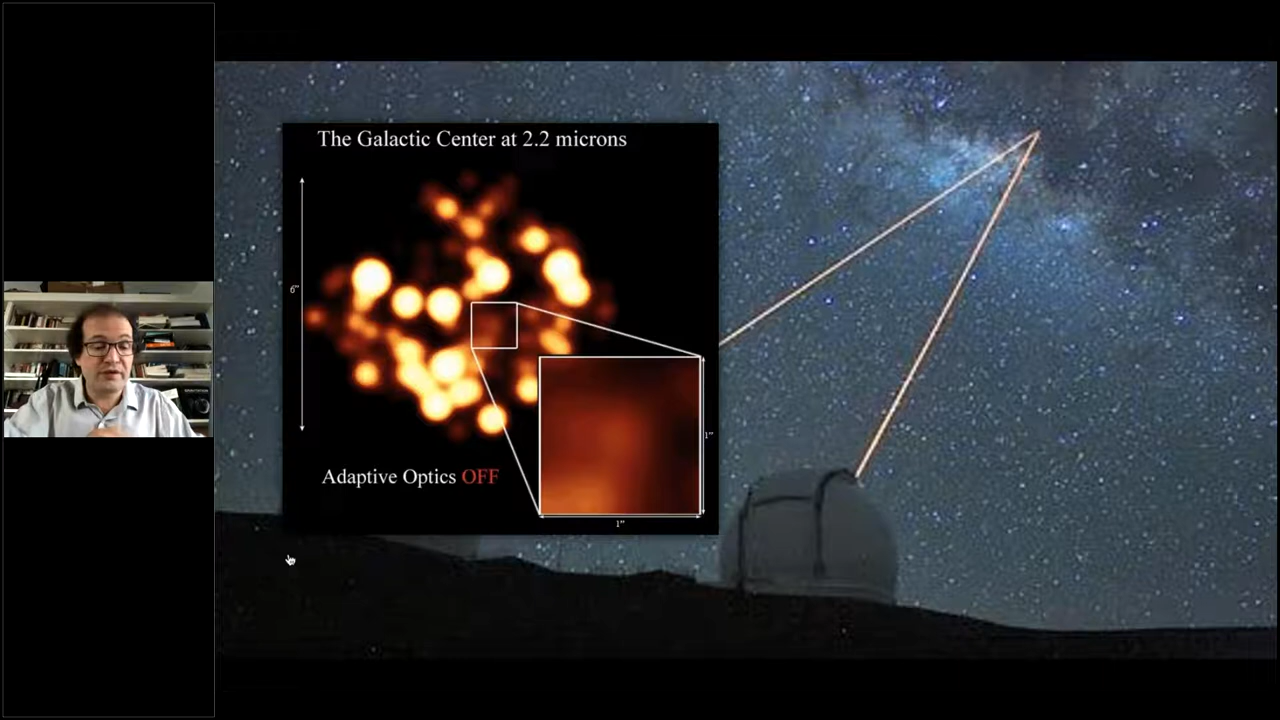 The Galactic Center at 2.2 microns
6"
1"
Adaptive Optics OFF
1"